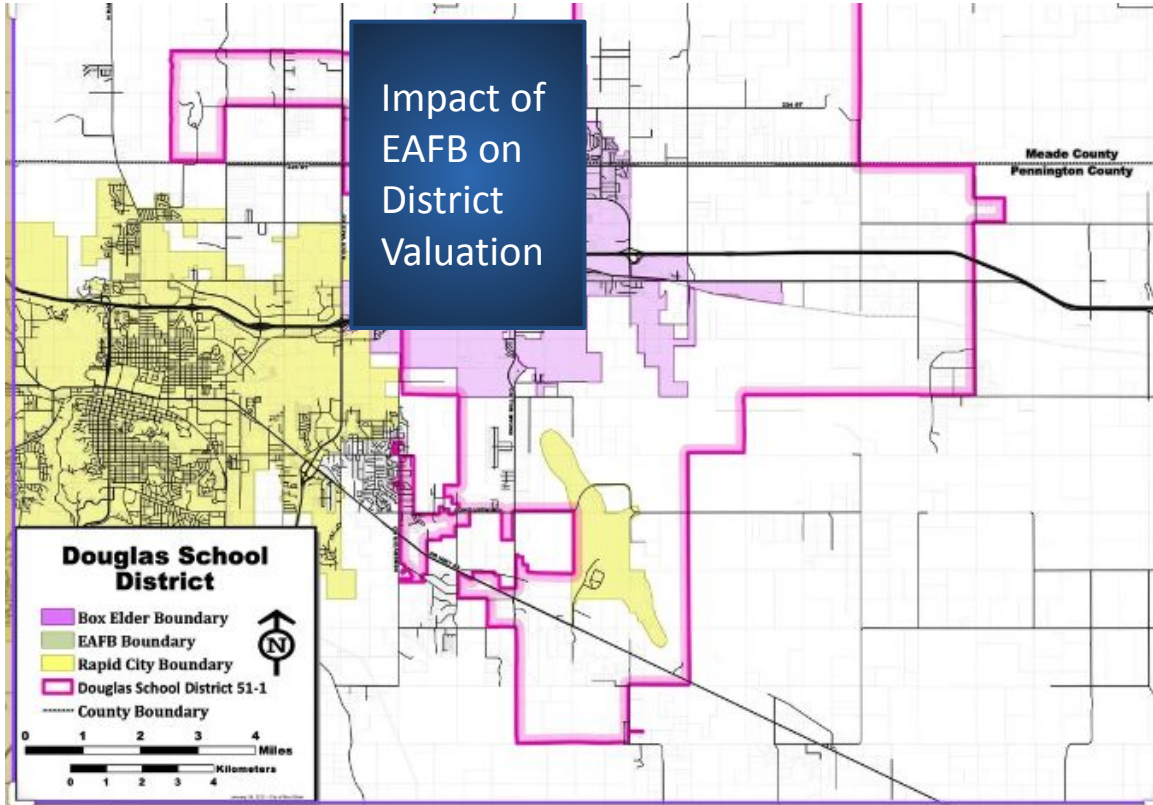 Impact of
EAFB on
District
Valuation
Meade County
Pennington County
Douglas School
District
Box Elder Boundary
EAFB Boundary
Rapid City Boundary
Douglas School District 51-1
County Boundary
N
0 1 2 3 4
Miles
Kilometers
0 1 2 3 4